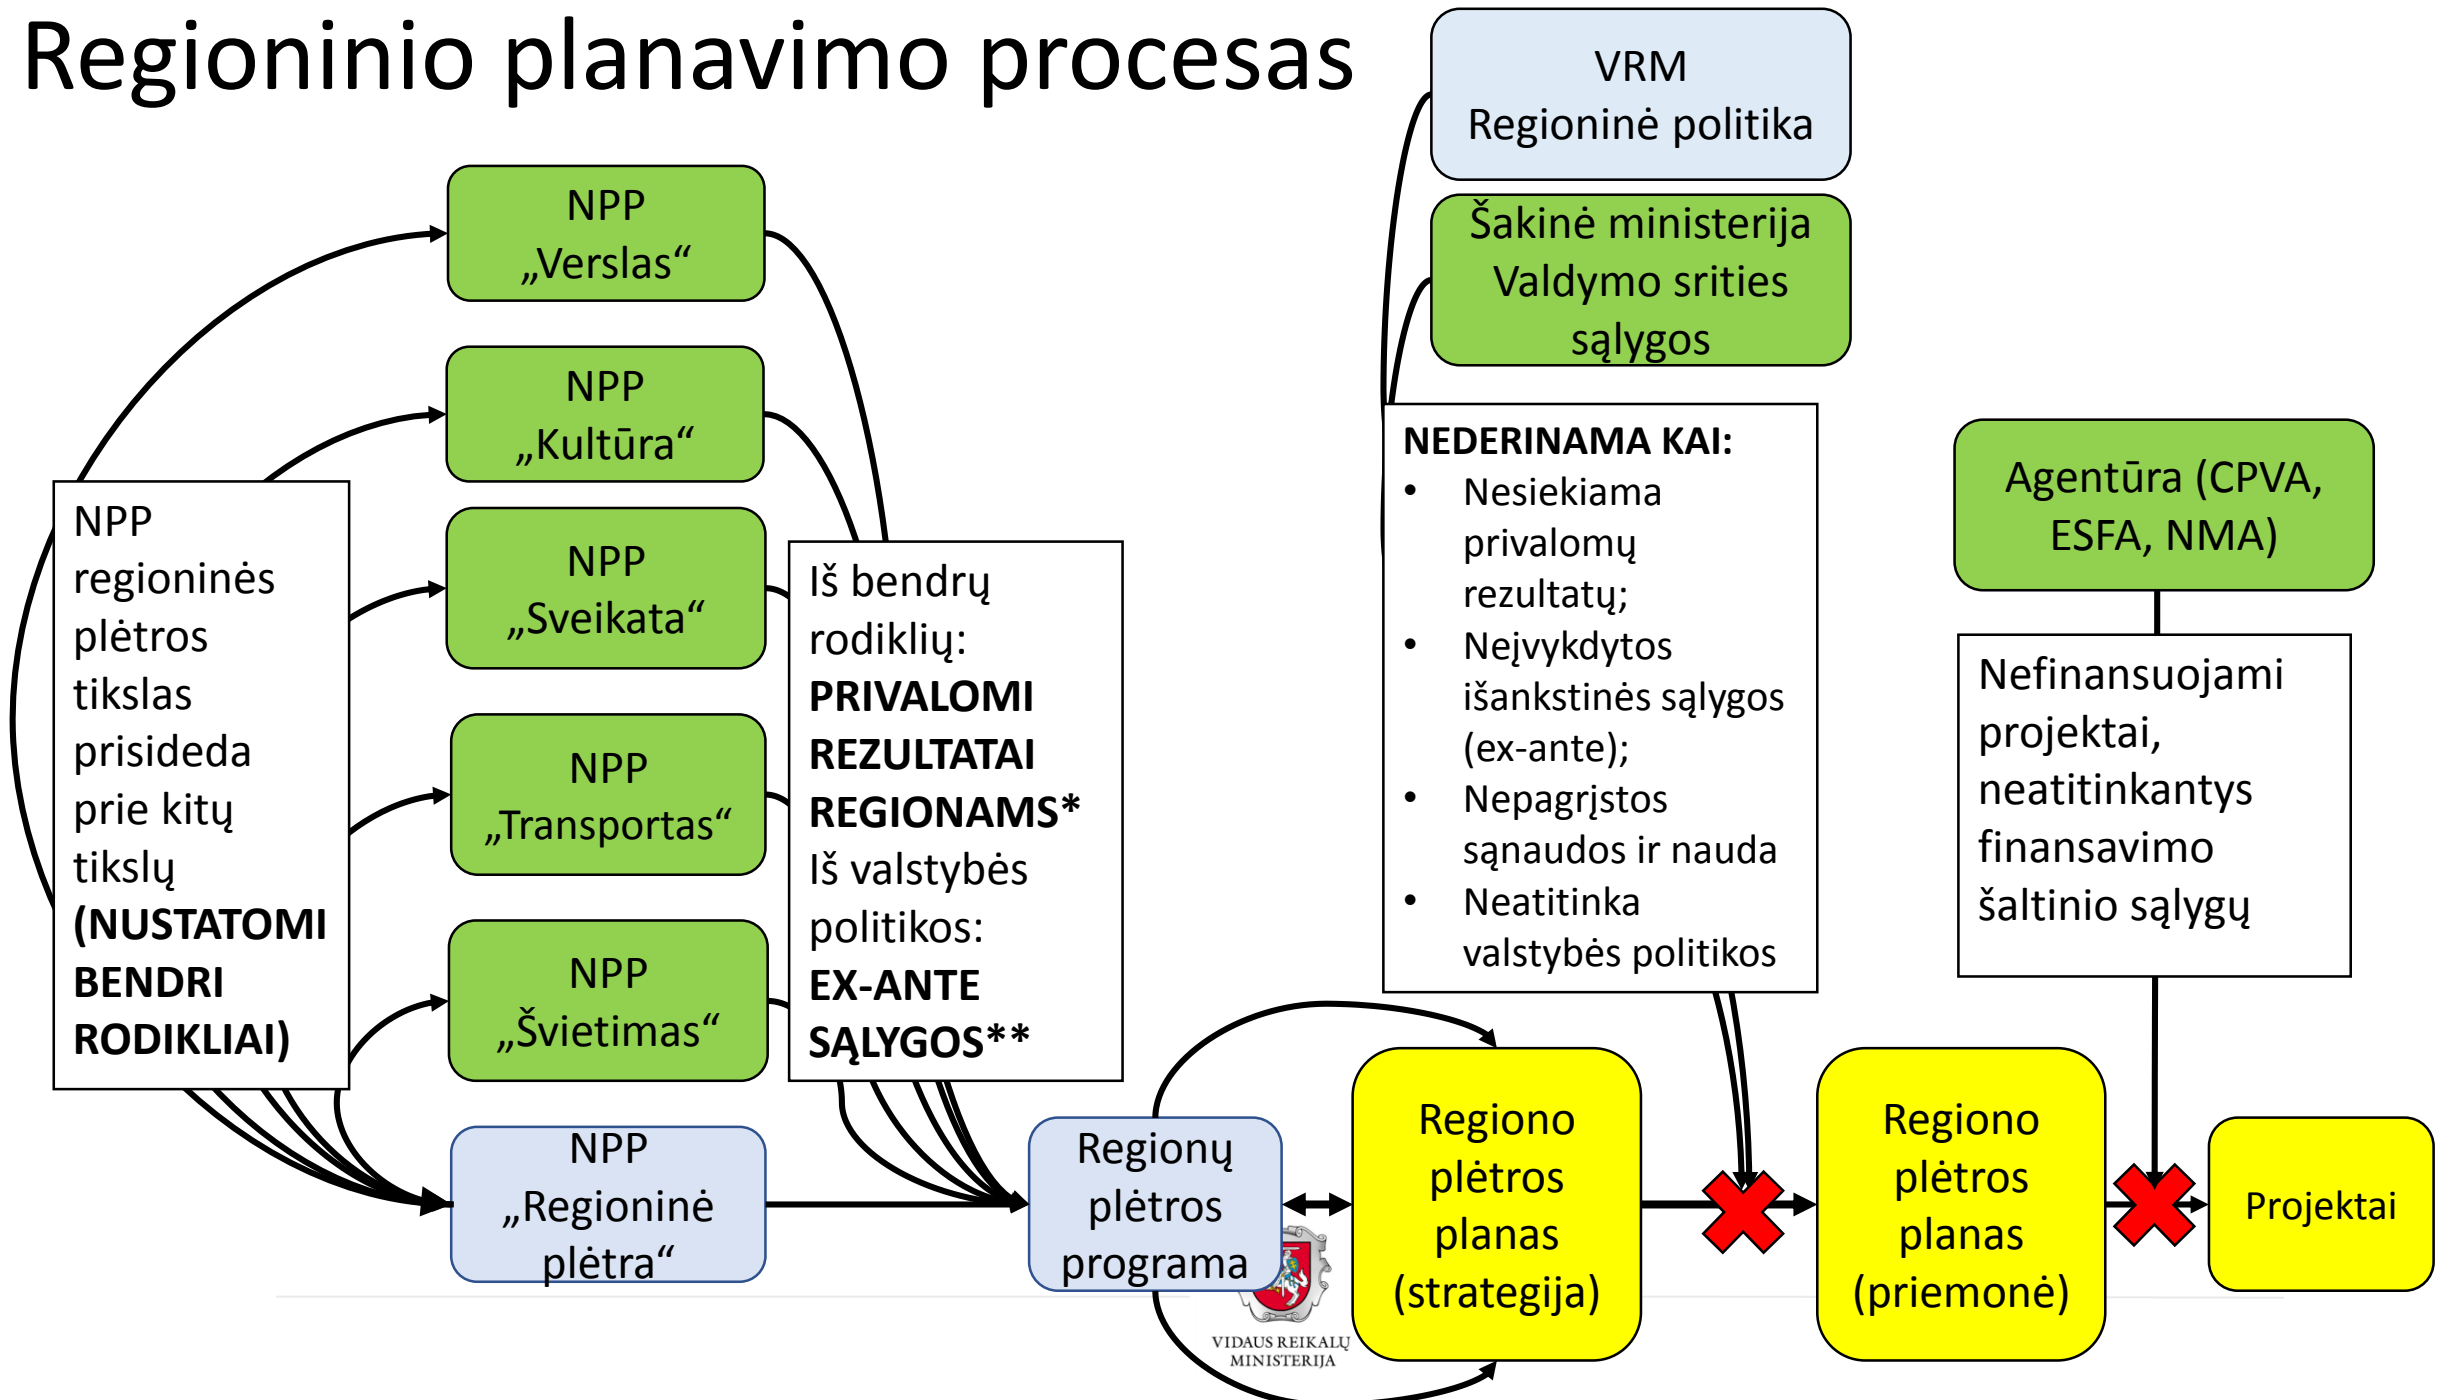 Regioninio planavimo procesas
VRM
Regioninė politika
Šakinė ministerija
Valdymo srities
sąlygos
NPP
„Verslas“
NPP
„Kultūra“
NPP
„Sveikata“
NPP
„Transportas“
NPP
„Švietimas“
NPP
„Regioninė
plėtra“
NPP
regioninės
plėtros
tikslas
prisideda
prie kitų
tikslų
(NUSTATOMI
BENDRI
RODIKLIAI)
Iš bendrų
rodiklių:
PRIVALOMI
REZULTATAI
REGIONAMS*
Iš valstybės
politikos:
EX-ANTE
SĄLYGOS**
NEDERINAMA KAI:
• Nesiekiama
privalomų
rezultatų;
• Neįvykdytos
išankstinės sąlygos
(ex-ante);
• Nepagrįstos
sąnaudos ir nauda
• Neatitinka
valstybės politikos
Agentūra (CPVA,
ESFA, NMA)
Nefinansuojami
projektai,
neatitinkantys
finansavimo
šaltinio sąlygų
Regionų
plėtros
programa
Regiono
plėtros
planas
(strategija)
Regiono
plėtros
planas
(priemonė)
Projektai
VIDAUS REIKALŲ
MINISTERIJA